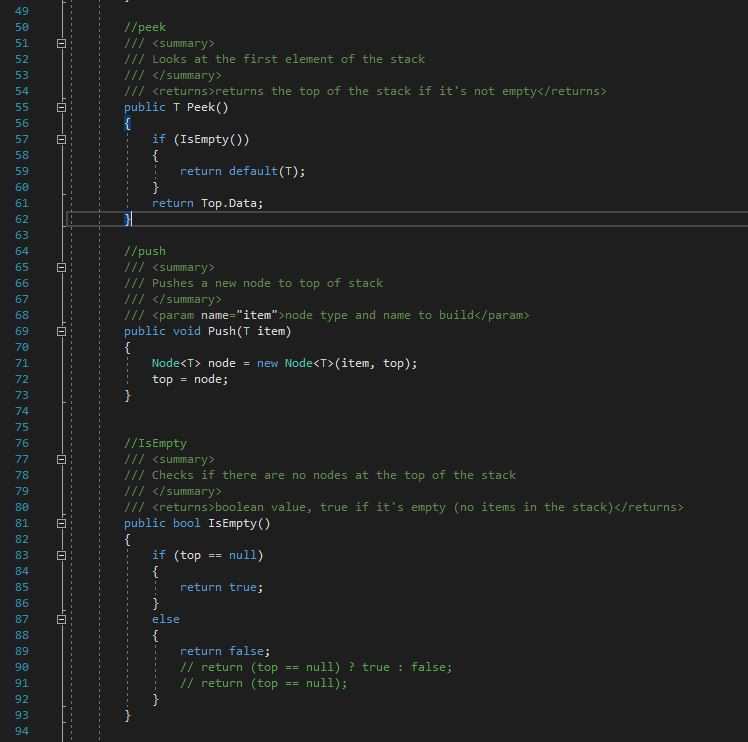 49
50 //peek
51 /// <summary>
52 /// Looks at the first element of the stack
53 /// </summary>
54 /// <returns>returns the top of the stack if it's not empty</returns>
55 public T Peek()
56 {
57 if (IsEmpty())
58 {
59 return default(T);
60 }
61 return Top.Data;
62 }
63
64 //push
65 /// <summary>
66 /// Pushes a new node to top of stack
67 /// </summary>
68 /// <param name="item">node type and name to build</param>
69 public void Push(T item)
70 {
71 Node<T> node = new Node<T>(item, top);
72 top = node;
73 }
74
75
76 //IsEmpty
77 /// <summary>
78 /// Checks if there are no nodes at the top of the stack
79 /// </summary>
80 /// <returns>boolean value, true if it's empty (no items in the stack)</returns>
81 public bool IsEmpty()
82 {
83 if (top == null)
84 {
85 return true;
86 }
87 else
88 {
89 return false;
90 // return (top == null) ? true : false;
91 // return (top == null);
92 }
93 }
94